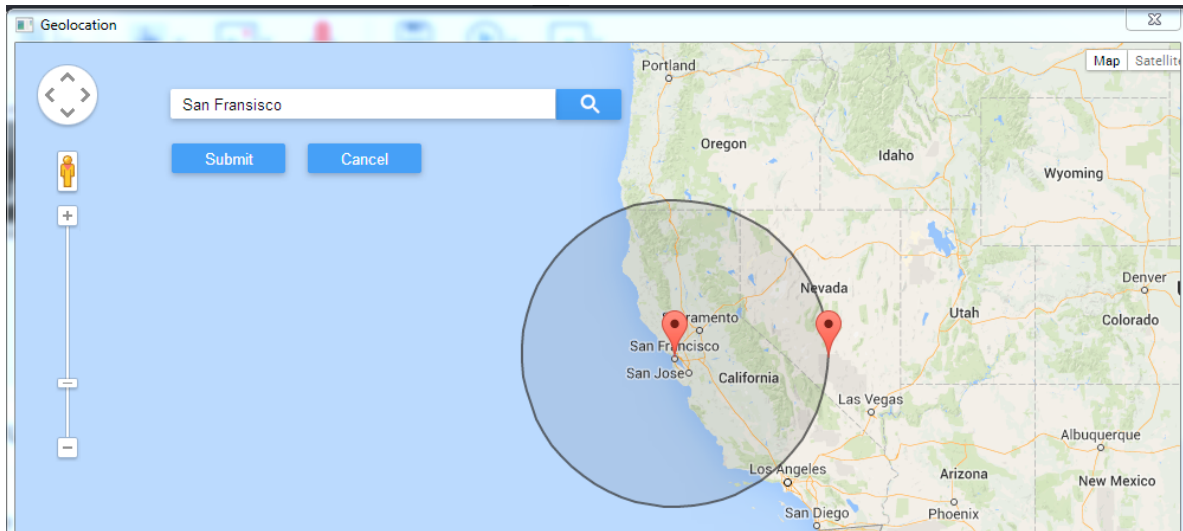 Geolocation
Portland
Map Satellite
San Fransisco
Oregon
Idaho
Wyoming
Submit Cancel
Nevada
Denver
Utah
Colorado
San Francisco
San Jose
California
Las Vegas
Albuquerque
Los Angeles
Arizona
New Mexico
San Diego
Phoenix